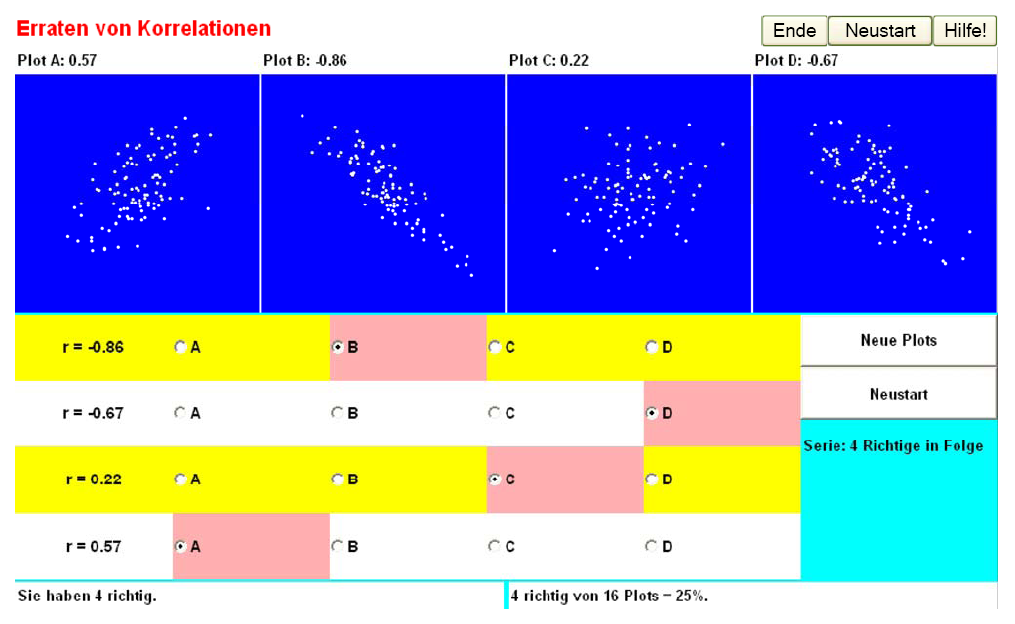 Erraten von Korrelationen
Ende Neustart Hilfe!
Plot A: 0.57 Plot B: -0.86 Plot C: 0.22 Plot D: -0.67
r = -0.86 A B C D
Neue Plots
r = -0.67 A B C D
Neustart
Serie: 4 Richtige in Folge
r = 0.22 A B C D
r = 0.57 A B C D
Sie haben 4 richtig.
4 richtig von 16 Plots – 25%.